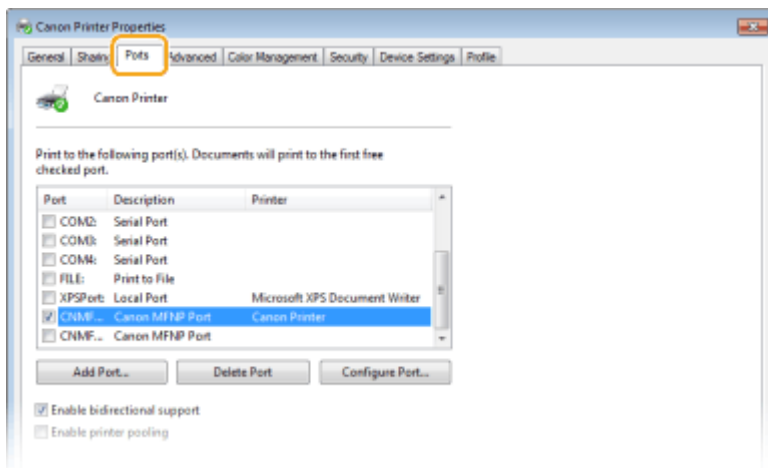 Canon Printer Properties
General Sharing Ports Advanced Color Management Security Device Settings Profile
Canon Printer
Print to the following port(s). Documents will print to the first free
checked port.
Port Description Printer
COM2: Serial Port
COM3: Serial Port
COM4: Serial Port
FILE: Print to File
XPSPort: Local Port Microsoft XPS Document Writer
CNMF... Canon MFNP Port Canon Printer
CNMF... Canon MFNP Port
Add Port... Delete Port Configure Port...
Enable bidirectional support
Enable printer pooling